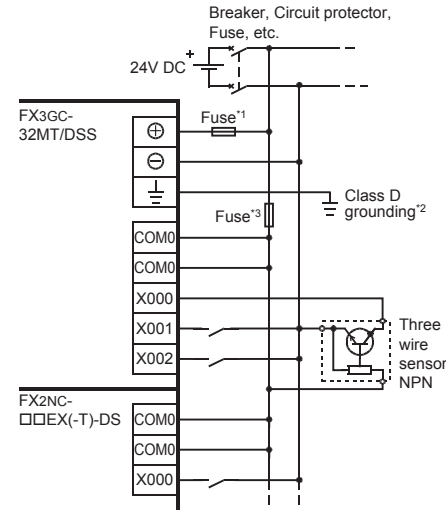 Breaker, Circuit protector,
Fuse, etc.
+
24V DC
FX3GC-
32MT/DSS
Fuse*1
Class D
grounding*2
Fuse*3
COM0
COM0
X000
X001
X002
Three
wire
sensor
NPN
FX2NC-
□□EX(-T)-DS
COM0
COM0
X000